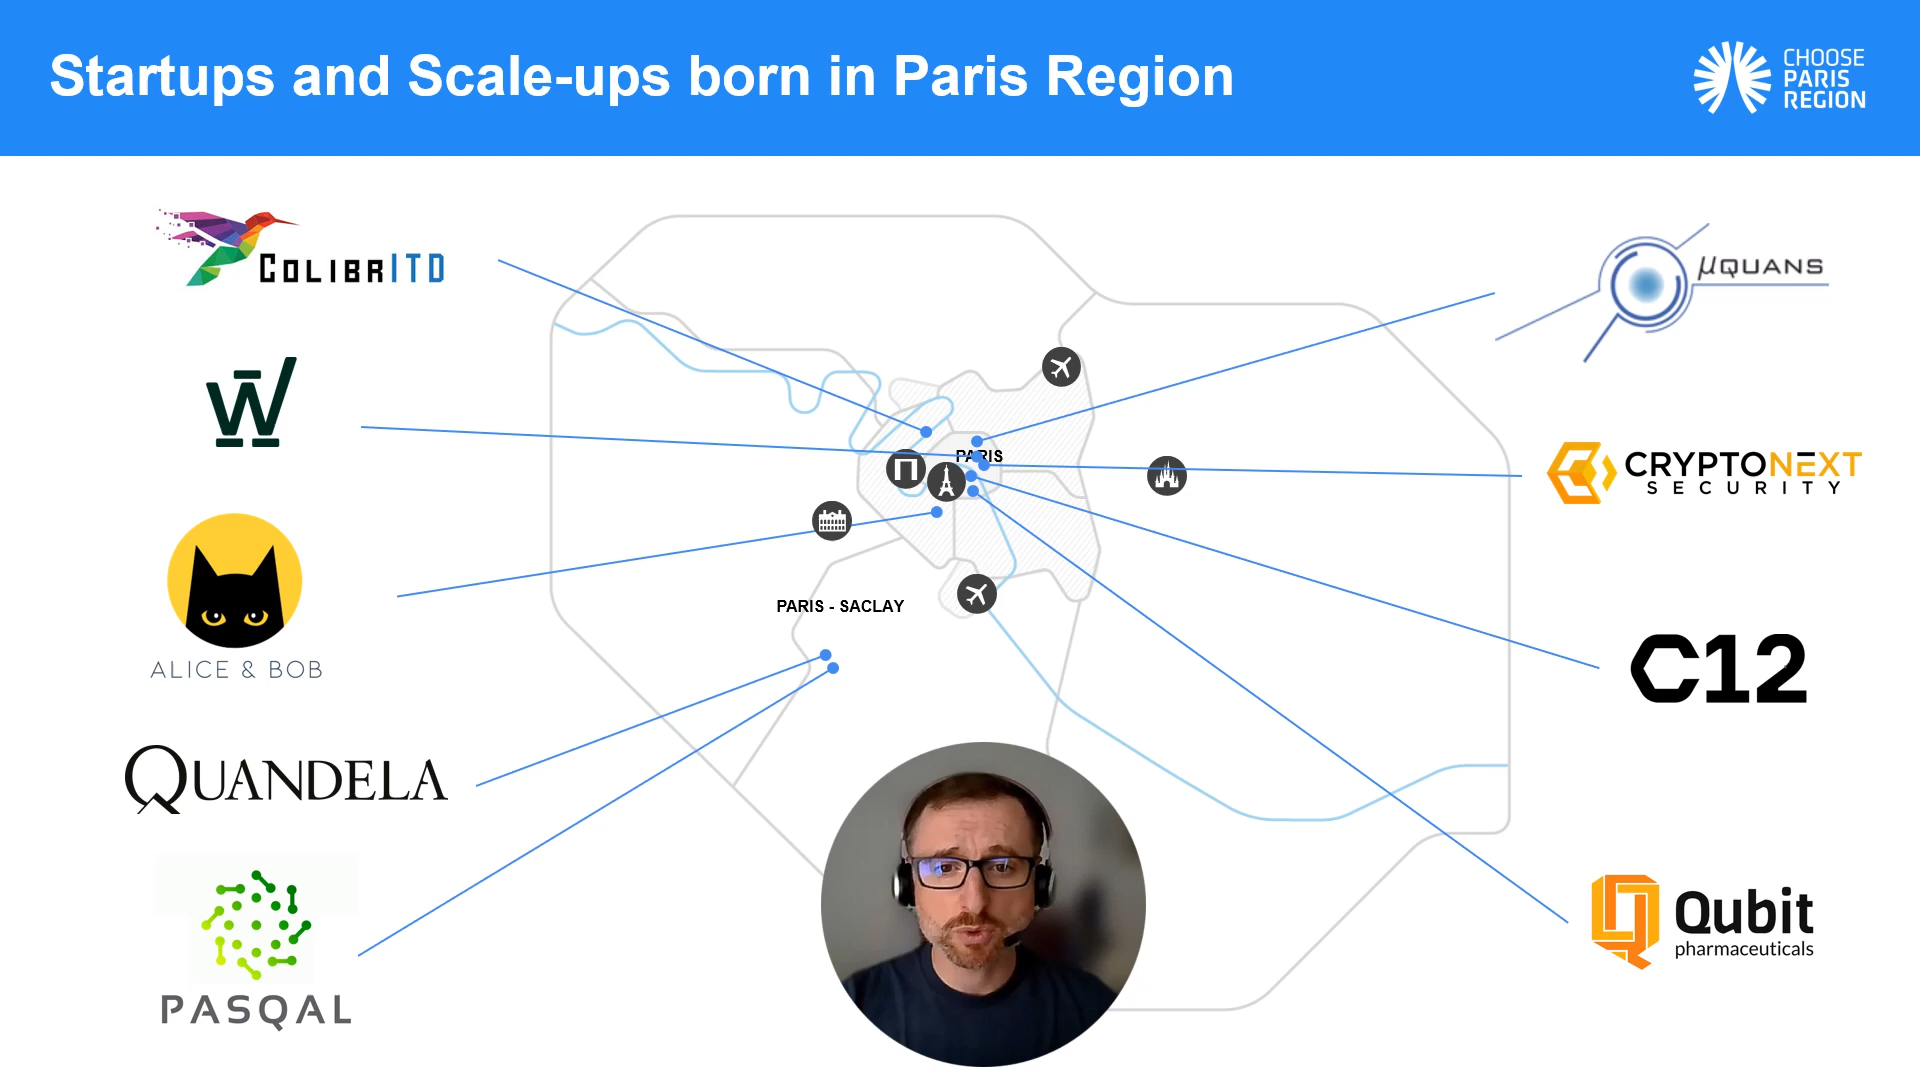 Startups and Scale-ups born in Paris Region
CHOOSE
PARIS
REGION
COLIBRITD
W
ALICE & BOB
QUANDELA
PASQAL
PARIS
PARIS - SACLAY
μQUANS
CRYPTONEXT
SECURITY
C12
Qubit
pharmaceuticals